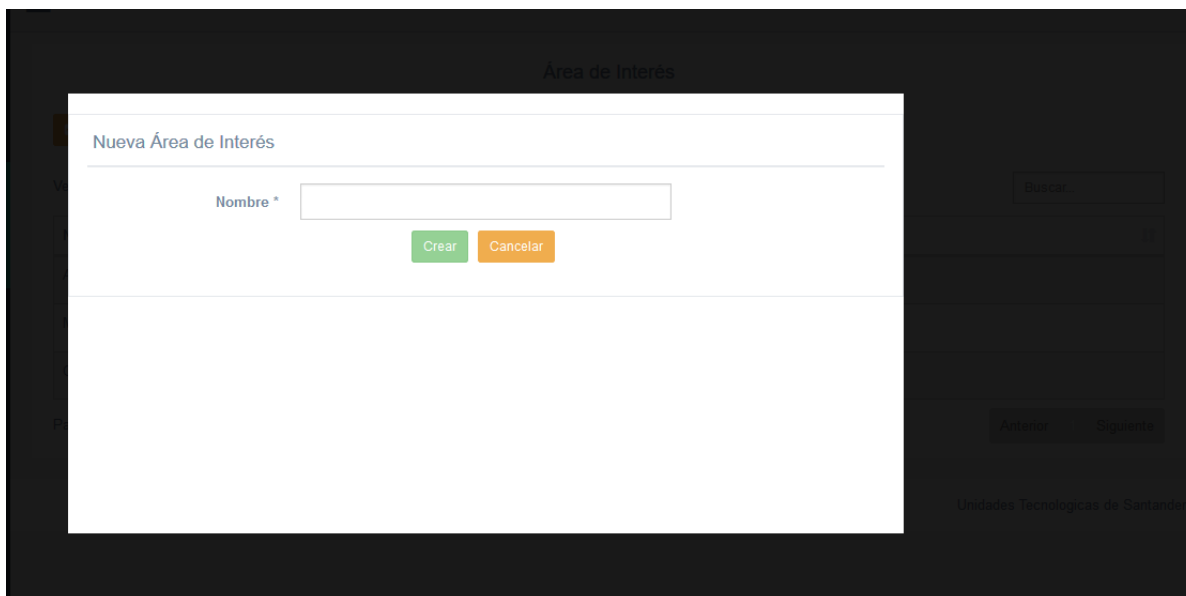 Área de Interés
Nueva Área de Interés
Nombre *
Crear Cancelar
Buscar...
Anterior Siguiente
Unidades Tecnologicas de Santander